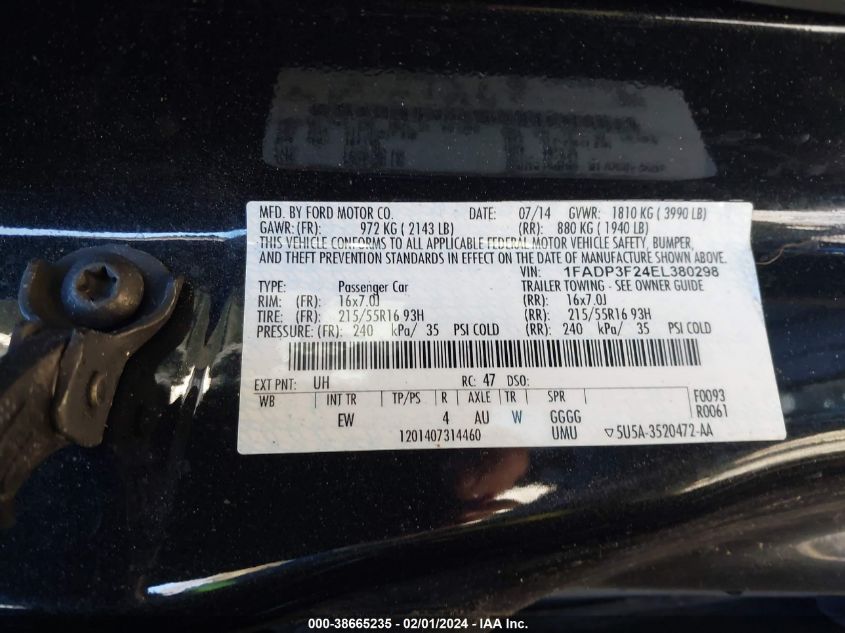 MFD. BY FORD MOTOR CO. DATE: 07/14 GVWR: 1810 KG ( 3990 LB)
GAWR:(FR): 972 KG ( 2143 LB) (RR): 880 KG ( 1940 LB)
THIS VEHICLE CONFORMS TO ALL APPLICABLE FEDERAL MOTOR VEHICLE SAFETY, BUMPER,
AND THEFT PREVENTION STANDARDS IN EFFECT ON THE DATE OF MANUFACTURE SHOWN ABOVE.
VIN: 1FADP3F24EL380298
TYPE: Passenger Car TRAILER TOWING - SEE OWNER GUIDE
RIM: (FR): 16x7.0J (RR): 16x7.0J
TIRE: (FR): 215/55R16 93H (RR): 215/55R16 93H
PRESSURE: (FR): 240 kPa/ 35 PSI COLD (RR): 240 kPa/ 35 PSI COLD
EXT PNT: UH RC: 47 DSO:
WB INT TR TP/PS R AXLE TR SPR F0093
EW 4 AU W GGGG R0061
1201407314460 UMU ▽5U5A-3520472-AA
000-38665235 - 02/01/2024 - IAA Inc.